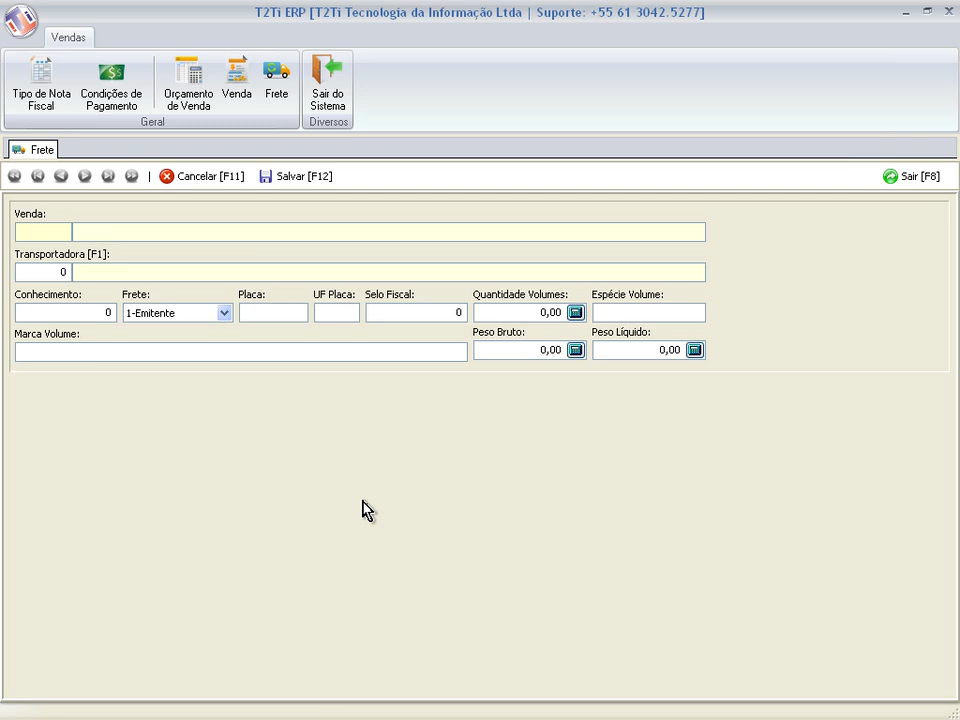 T2Ti ERP [T2Ti Tecnologia da Informação Ltda | Suporte: +55 61 3042.5277]
Vendas
Tipo de Nota Fiscal
Condições de Pagamento
Orçamento de Venda
Venda
Frete
Sair do Sistema
Geral
Diversos
Frete
Cancelar [F11]
Salvar [F12]
Sair [F8]
Venda:
Transportadora [F1]:
0
Conhecimento: Frete: Placa: UF Placa: Selo Fiscal: Quantidade Volumes: Espécie Volume:
0 1-Emitente 0 0,00
Marca Volume: Peso Bruto: Peso Líquido:
0,00 0,00